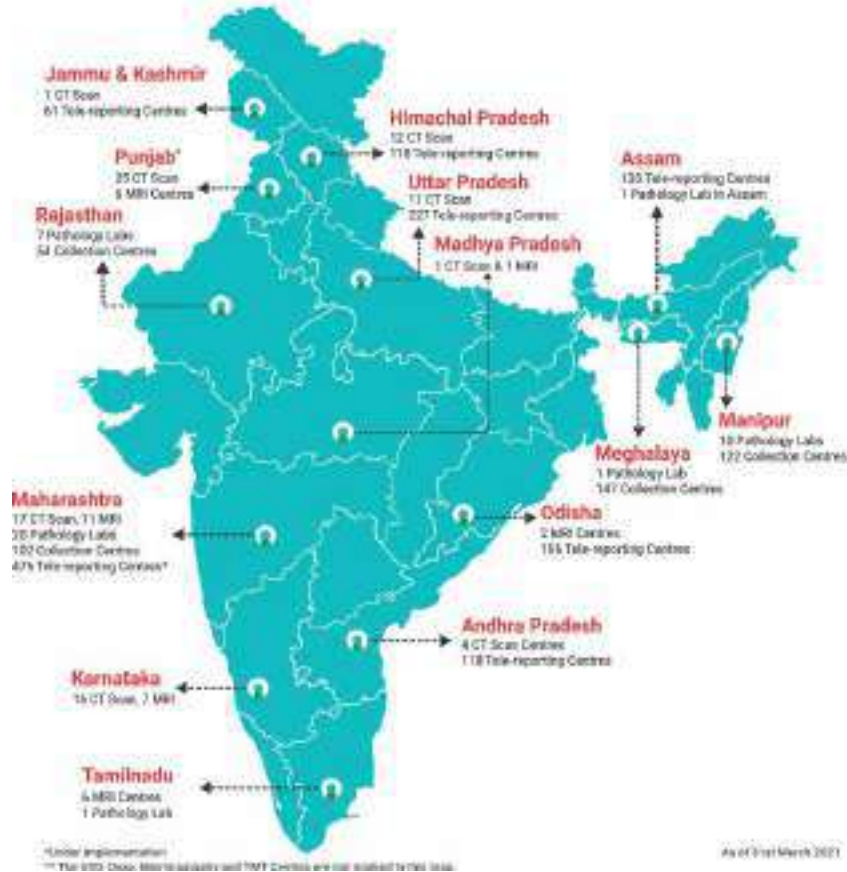 Jammu & Kashmir
1 CT Scan
61 Tele-reporting Centres
Himachal Pradesh
12 CT Scan
Tele-reporting Centres
Punjab*
25 CT Scan
MRI Centres
Uttar Pradesh
11 CT Scan
227 Tele-reporting Centres
Assam
Tele-reporting Centres
1 Pathology Lab in Assam
Rajasthan
7 Pathology Labs
Collection Centres
Madhya Pradesh
1 CT Scan & 1 MRI
Manipur
10 Pathology Labs
122 Collection Centres
Meghalaya
1 Pathology Lab
147 Collection Centres
Maharashtra
17 CT Scan, 11 MRI
Pathology Labs
102 Collection Centres
Tele-reporting Centres*
Odisha
2 MRI Centres
Tele-reporting Centres
Andhra Pradesh
4 CT Scan Centres
118 Tele-reporting Centres
Karnataka
CT Scan, 7 MRI
Tamilnadu
MRI Centres
1 Pathology Lab
*Under implementation
As of 31st March 2021